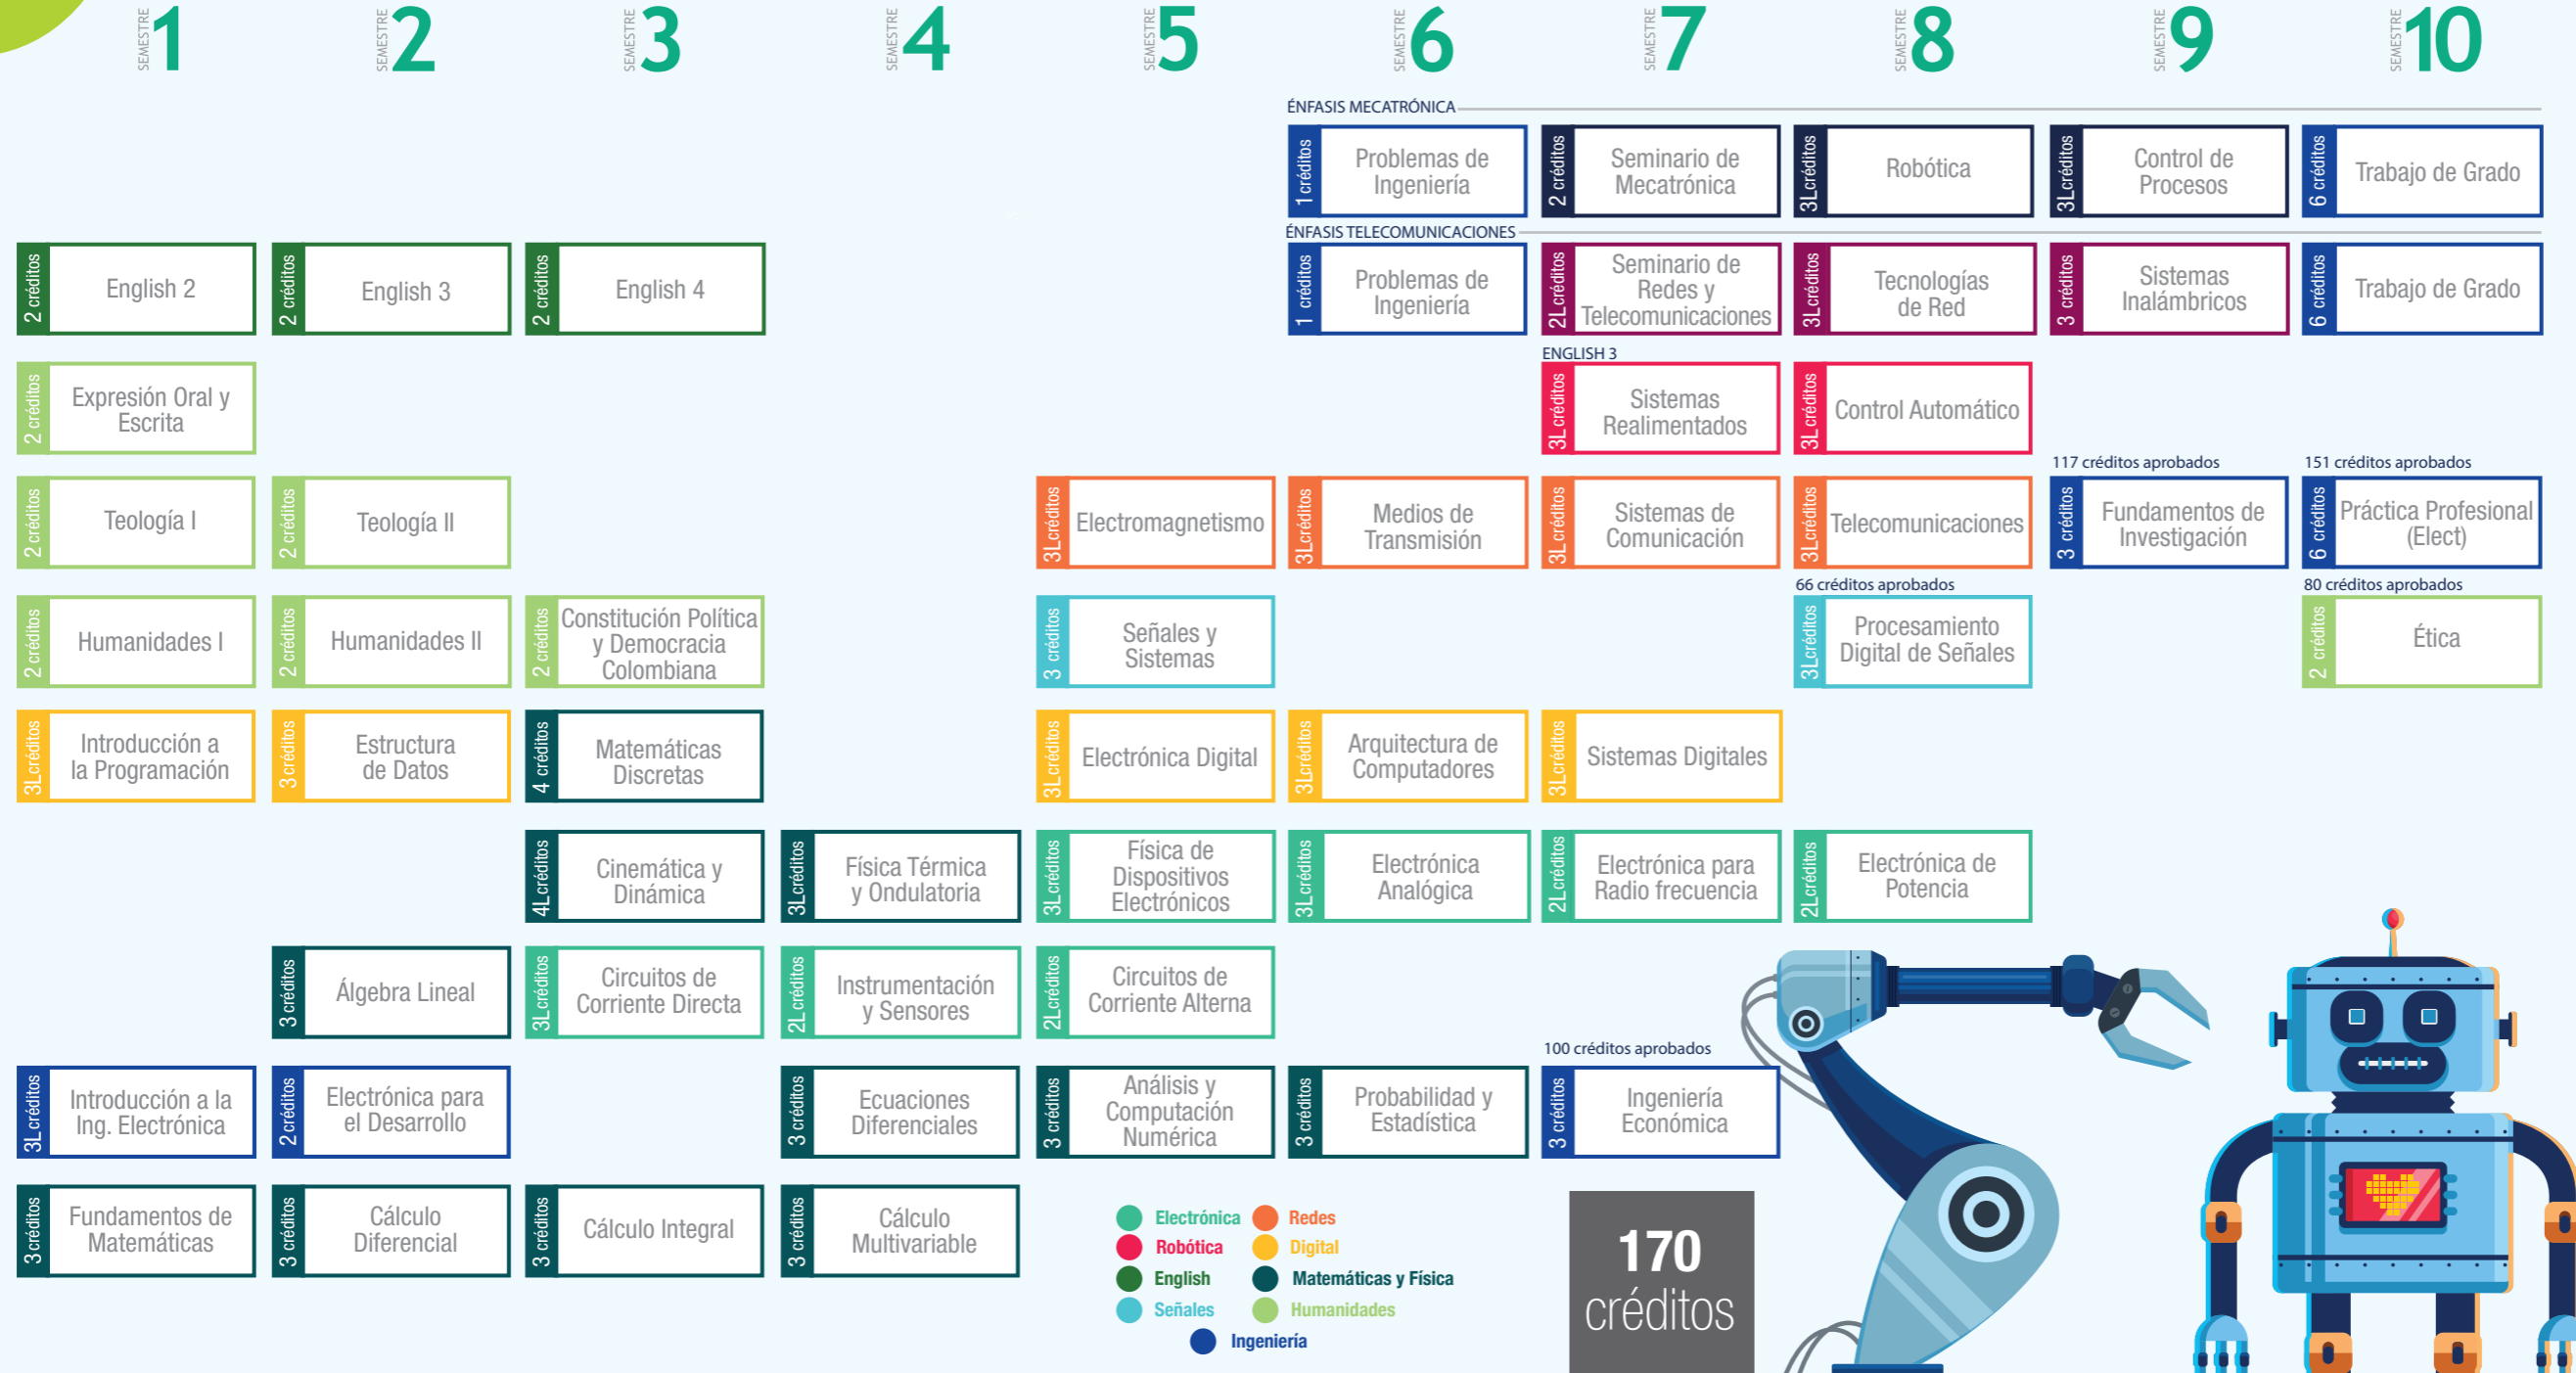 SEMESTRE 1
SEMESTRE 2
SEMESTRE 3
SEMESTRE 4
SEMESTRE 5
SEMESTRE 6
SEMESTRE 7
SEMESTRE 8
SEMESTRE 9
SEMESTRE 10
ÉNFASIS MECATRÓNICA
1 créditos
Problemas de
Ingeniería
2 créditos
Seminario de
Mecatrónica
3L créditos
Robótica
3L créditos
Control de
Procesos
6 créditos
Trabajo de Grado
ÉNFASIS TELECOMUNICACIONES
2 créditos
English 2
2 créditos
English 3
2 créditos
English 4
1 créditos
Problemas de
Ingeniería
2L créditos
Seminario de
Redes y
Telecomunicaciones
3L créditos
Tecnologías
de Red
3 créditos
Sistemas
Inalámbricos
6 créditos
Trabajo de Grado
ENGLISH 3
2 créditos
Expresión Oral y
Escrita
3L créditos
Sistemas
Realimentados
3L créditos
Control Automático
117 créditos aprobados
151 créditos aprobados
2 créditos
Teología I
2 créditos
Teología II
3L créditos
Electromagnetismo
3L créditos
Medios de
Transmisión
3L créditos
Sistemas de
Comunicación
3L créditos
Telecomunicaciones
3 créditos
Fundamentos de
Investigación
6 créditos
Práctica Profesional
(Elect)
66 créditos aprobados
80 créditos aprobados
2 créditos
Humanidades I
2 créditos
Humanidades II
2 créditos
Constitución Política
y Democracia
Colombiana
3 créditos
Señales y
Sistemas
3L créditos
Procesamiento
Digital de Señales
2 créditos
Ética
3L créditos
Introducción a
la Programación
3 créditos
Estructura
de Datos
4 créditos
Matemáticas
Discretas
3L créditos
Electrónica Digital
3L créditos
Arquitectura de
Computadores
3L créditos
Sistemas Digitales
4L créditos
Cinemática y
Dinámica
3L créditos
Física Térmica
y Ondulatoria
3L créditos
Física de
Dispositivos
Electrónicos
3L créditos
Electrónica
Analógica
2L créditos
Electrónica para
Radio frecuencia
2L créditos
Electrónica de
Potencia
3 créditos
Álgebra Lineal
3L créditos
Circuitos de
Corriente Directa
2L créditos
Instrumentación
y Sensores
2L créditos
Circuitos de
Corriente Alterna
100 créditos aprobados
3L créditos
Introducción a la
Ing. Electrónica
2 créditos
Electrónica para
el Desarrollo
3 créditos
Ecuaciones
Diferenciales
3 créditos
Análisis y
Computación
Numérica
3 créditos
Probabilidad y
Estadística
3 créditos
Ingeniería
Económica
3 créditos
Fundamentos de
Matemáticas
3 créditos
Cálculo
Diferencial
3 créditos
Cálculo Integral
3 créditos
Cálculo
Multivariable
Electrónica
Redes
Robótica
Digital
English
Matemáticas y Física
Señales
Humanidades
Ingeniería
170
créditos